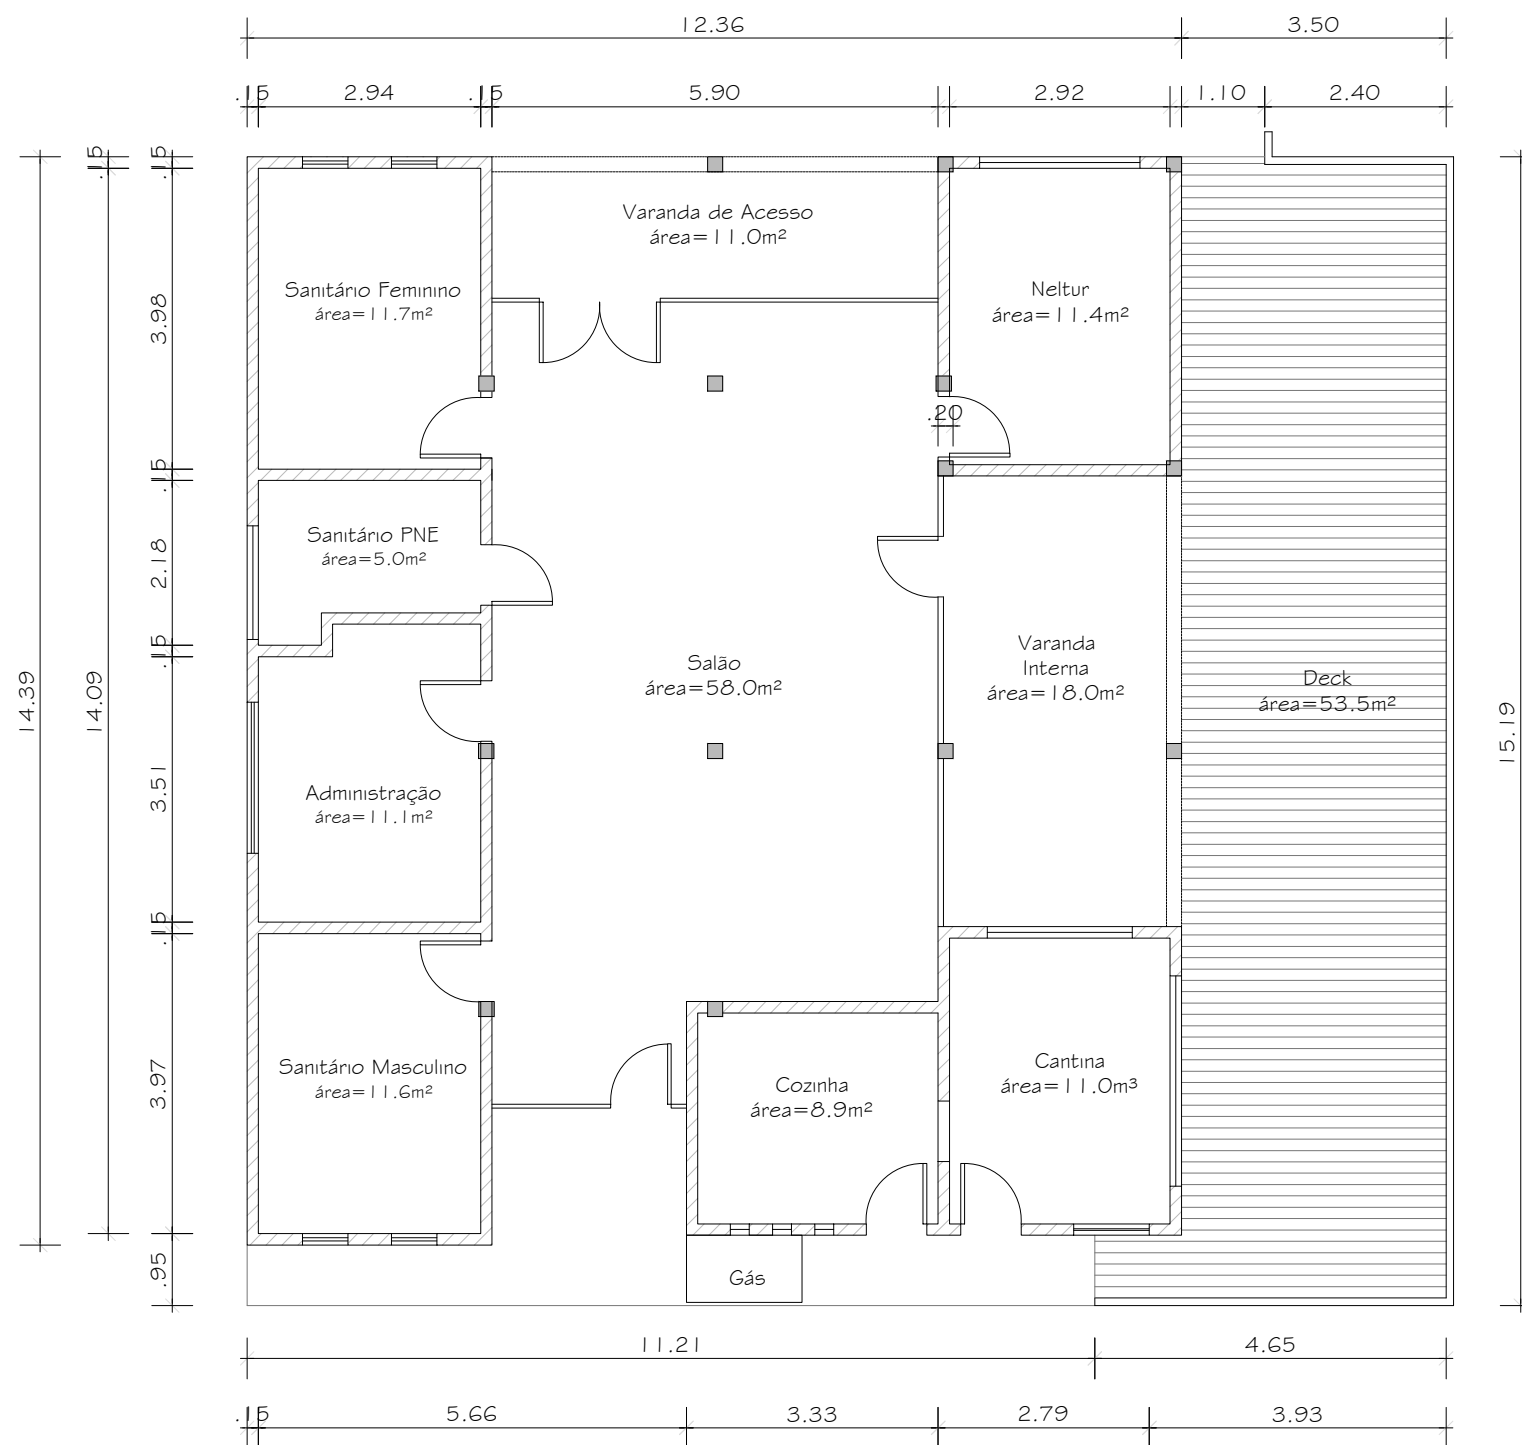 12.36
3.50
.15
2.94
.15
5.90
2.92
1.10
2.40
.15
.15
Varanda de Acesso
área=11.0m²
Sanitário Feminino
área=11.7m²
Neltur
área=11.4m²
3.98
.20
.15
Sanitário PNE
área=5.0m²
2.18
.15
Salão
área=58.0m²
Varanda
Interna
área=18.0m²
Deck
área=53.5m²
14.39
14.09
15.19
3.51
Administração
área=11.1m²
.15
Sanitário Masculino
área=11.6m²
3.97
Cozinha
área=8.9m²
Cantina
área=11.0m³
.95
Gás
11.21
4.65
.15
5.66
3.33
2.79
3.93